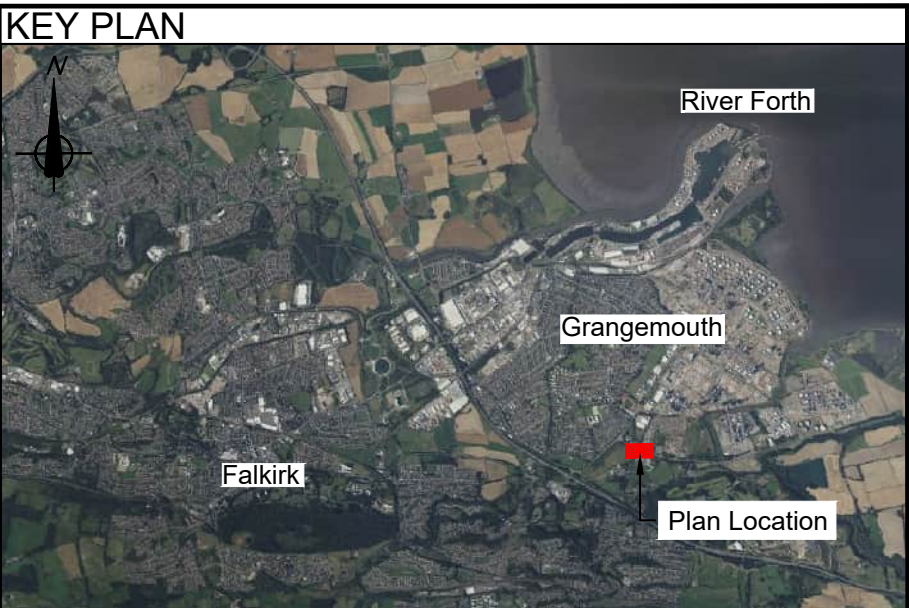 KEY PLAN
N
River Forth
Grangemouth
Falkirk
Plan Location